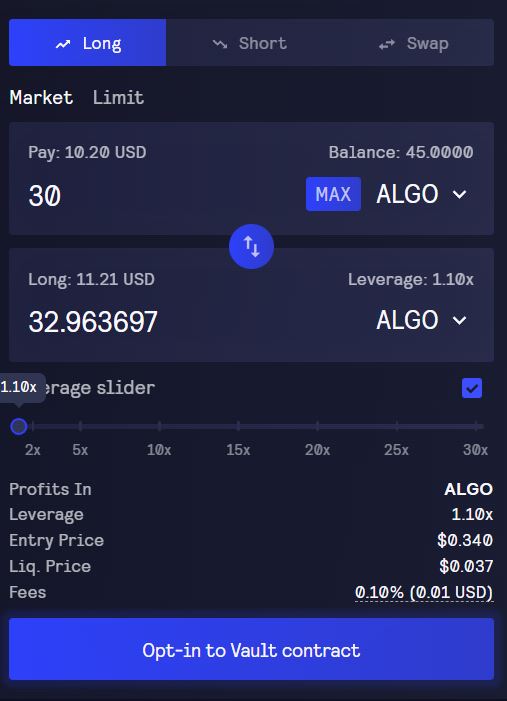 Long Short Swap
Market Limit
Pay: 10.20 USD Balance: 45.0000
30 MAX ALGO
Long: 11.21 USD Leverage: 1.10x
32.963697 ALGO
1.10x erage slider
2x 5x 10x 15x 20x 25x 30x
Profits In ALGO
Leverage 1.10x
Entry Price $0.340
Liq. Price $0.037
Fees 0.10% (0.01 USD)
Opt-in to Vault contract